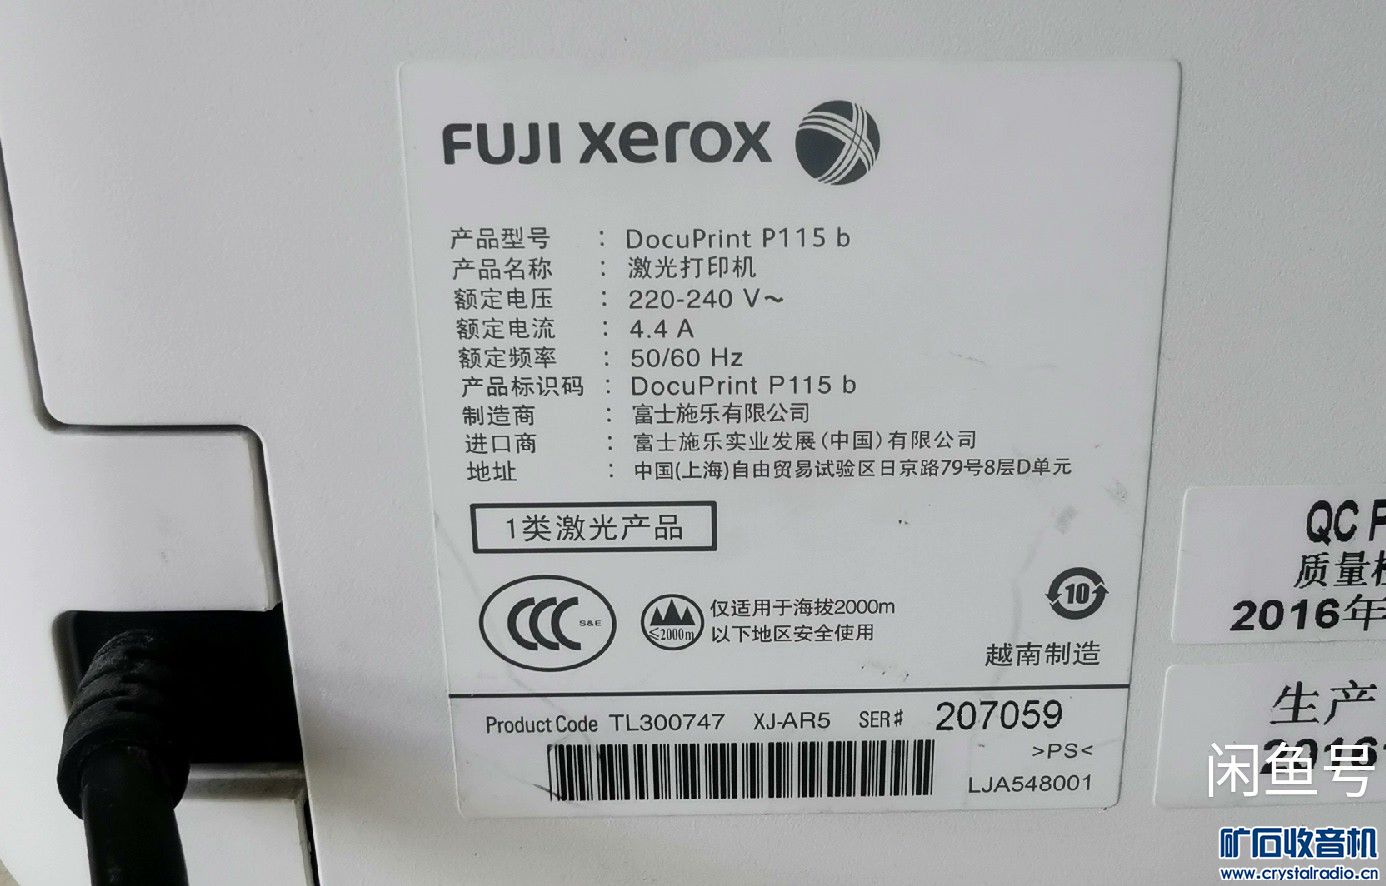 FUJI xerox
产品型号 : DocuPrint P115 b
产品名称 : 激光打印机
额定电压 : 220-240 V~
额定电流 : 4.4 A
额定频率 : 50/60 Hz
产品标识码 : DocuPrint P115 b
制造商 : 富士施乐有限公司
进口商 : 富士施乐实业发展(中国)有限公司
地址 : 中国(上海)自由贸易试验区日京路79号8层D单元
1类激光产品
CCC S&E
≤2000m
仅适用于海拔2000m
以下地区安全使用
10
越南制造
Product Code TL300747 XJ-AR5 SER# 207059
>PS<
LJA548001
QC
质量
2016年
生产
2016
闲鱼号
矿石收音机
www.crystalradio.cn